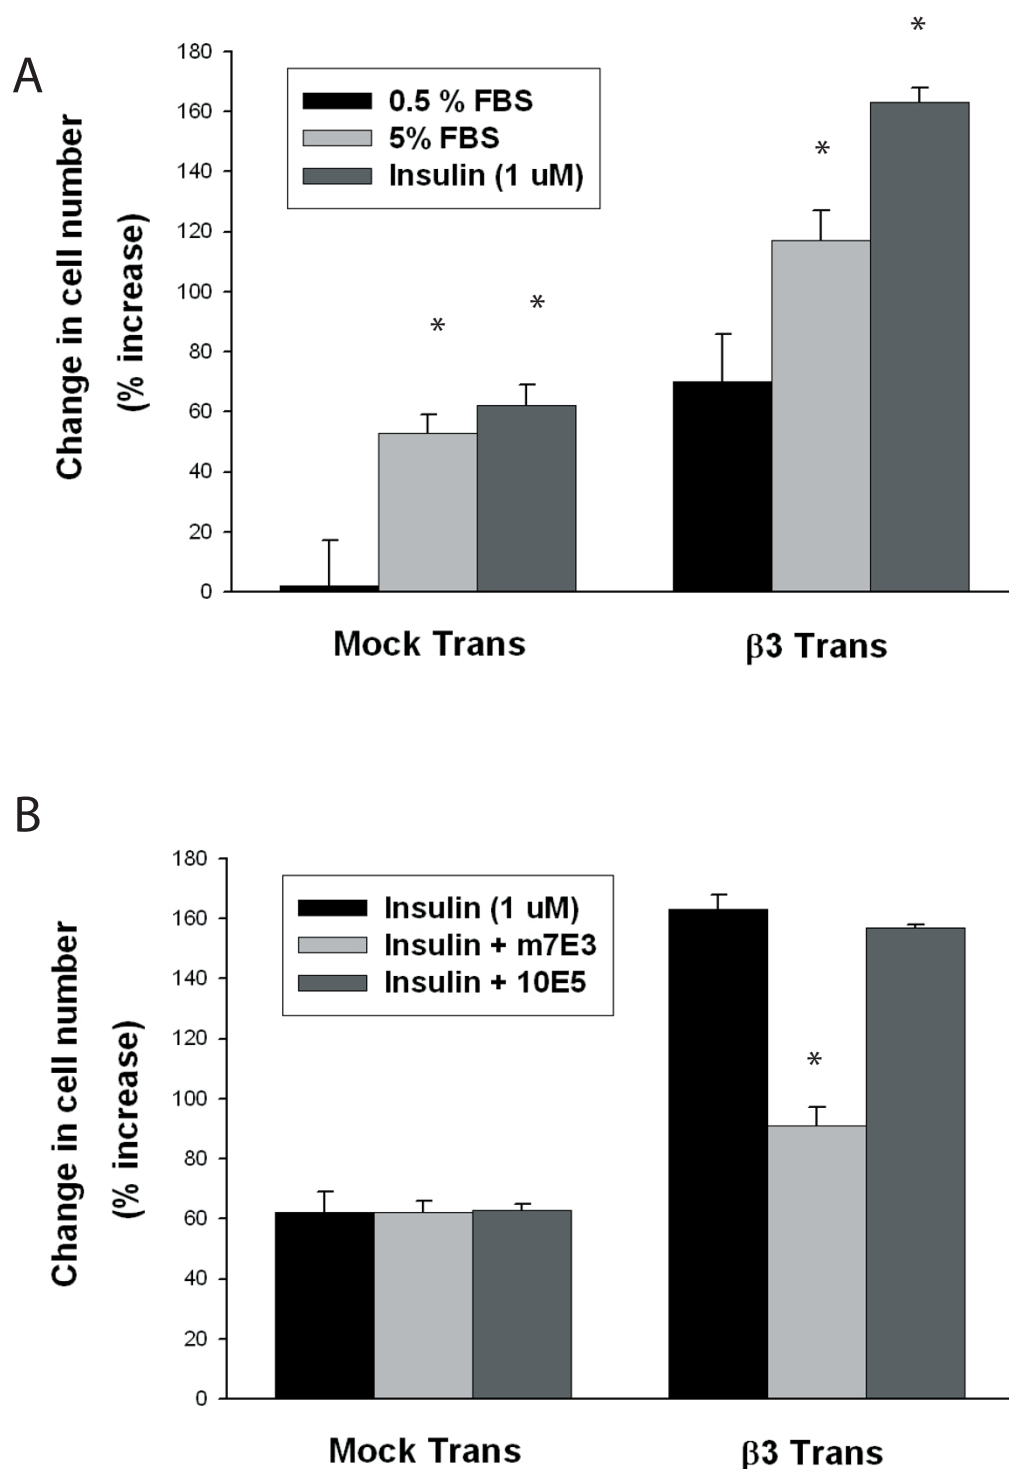 A
Change in cell number
(% increase)
180
160
140
120
100
80
60
40
20
0
0.5 % FBS
5% FBS
Insulin (1 uM)
*
*
*
*
Mock Trans
β3 Trans
B
Change in cell number
(% increase)
180
160
140
120
100
80
60
40
20
0
Insulin (1 uM)
Insulin + m7E3
Insulin + 10E5
*
Mock Trans
β3 Trans